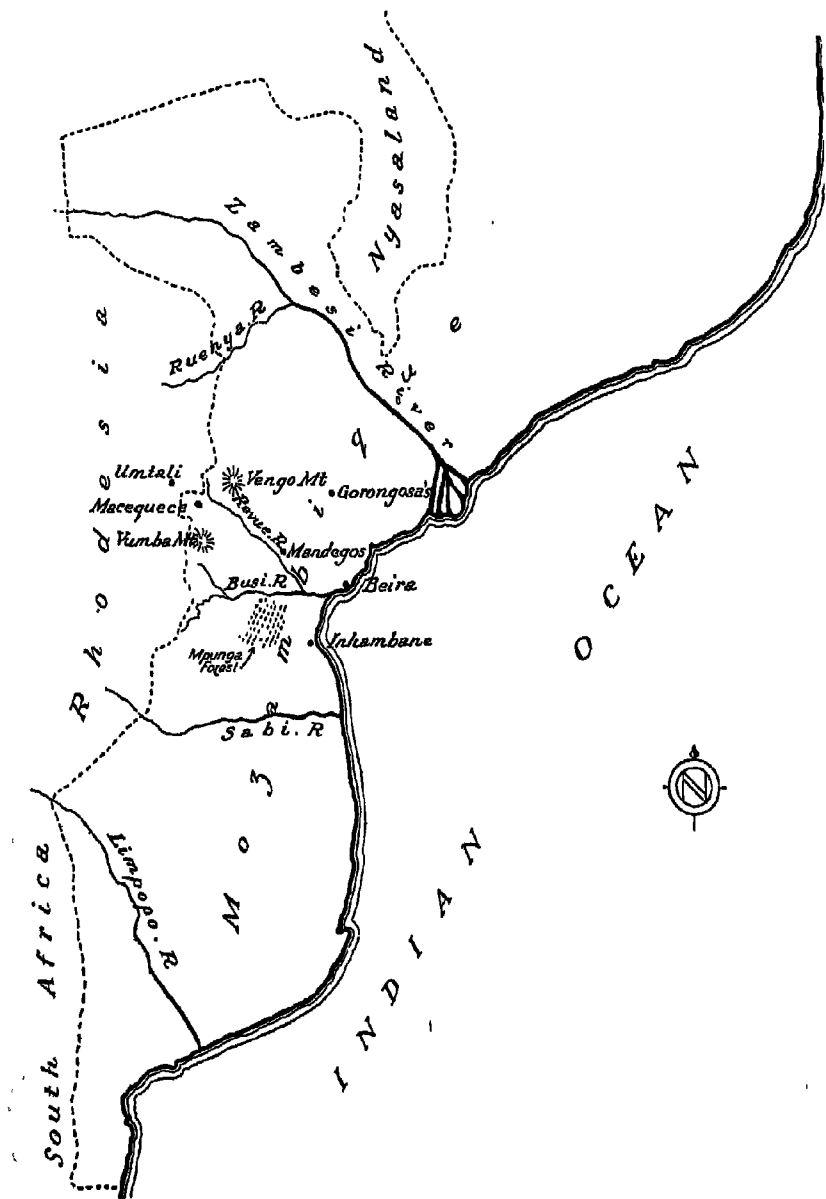 Nyasaland
Zambesi River
Ruenya. R
Rhodesia
Mozambique
Umtali
Vengo Mt
Gorongosa's
Macequece
Revue. R
Vumba Mt
Mandegos
Busi. R
Beira
Mpunga
Forest
Inhambane
Sabi. R
OCEAN
N
Limpopo. R
South Africa
INDIAN